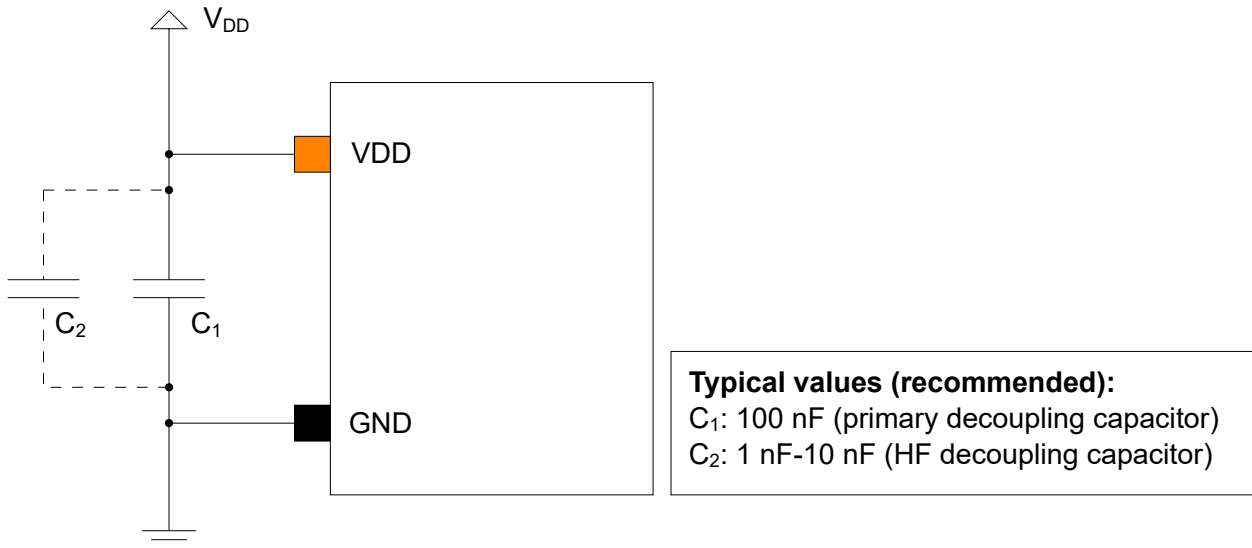 V_DD
VDD
C₂
C₁
GND
Typical values (recommended):
C₁: 100 nF (primary decoupling capacitor)
C₂: 1 nF-10 nF (HF decoupling capacitor)